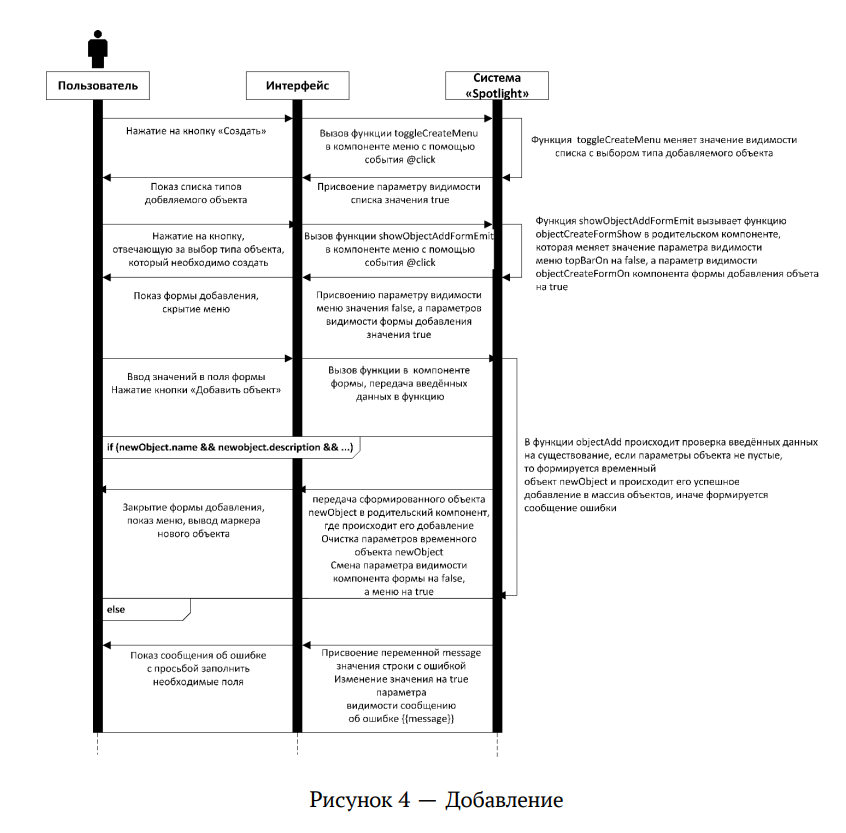 Пользователь
Интерфейс
Система
«Spotlight»
Нажатие на кнопку «Создать»
Вызов функции toggleCreateMenu
в компоненте меню с помощью
события @click
Функция toggleCreateMenu меняет значение видимости
списка с выбором типа добавляемого объекта
Показ списка типов
добвляемого объекта
Присвоение параметру видимости
списка значения true
Нажатие на кнопку,
отвечающую за выбор типа объекта,
который необходимо создать
Вызов функции showObjectAddFormEmit
в компоненте меню с помощью
события @click
Функция showObjectAddFormEmit вызывает функцию
objectCreateFormShow в родительском компоненте,
которая меняет значение параметра видимости
меню topBarOn на false, а параметр видимости
objectCreateFormOn компонента формы добавления объета
на true
Показ формы добавления,
скрытие меню
Присвоению параметру видимости
меню значения false, а параметров
видимости формы добавления
значения true
Ввод значений в поля формы
Нажатие кнопки «Добавить объект»
Вызов функции в компоненте
формы, передача введённых
данных в функцию
if (newObject.name && newobject.description && ...)
В функции objectAdd происходит проверка введённых данных
на существование, если параметры объекта не пустые,
то формируется временный
объект newObject и происходит его успешное
добавление в массив объектов, иначе формируется
сообщение ошибки
Закрытие формы добавления,
показ меню, вывод маркера
нового объекта
передача сформированного объекта
newObject в родительский компонент,
где происходит его добавление
Очистка параметров временного
объекта newObject
Смена параметра видимости
компонента формы на false,
а меню на true
else
Показ сообщения об ошибке
с просьбой заполнить
необходимые поля
Присвоение переменной message
значения строки с ошибкой
Изменение значения на true
параметра
видимости сообщению
об ошибке {{message}}
Рисунок 4 — Добавление